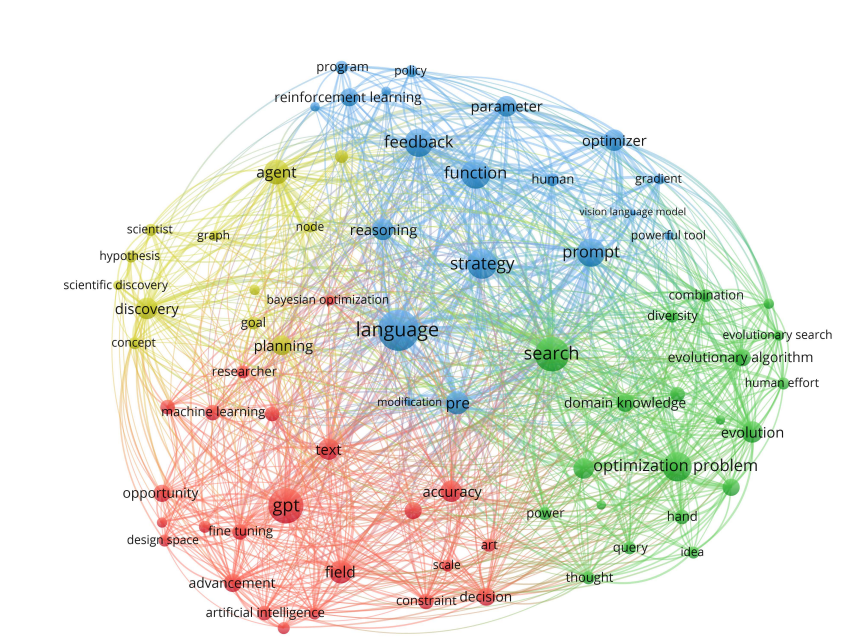 program
policy
reinforcement learning
parameter
feedback
optimizer
agent
function
human
gradient
vision language model
scientist
graph
node
reasoning
powerful tool
hypothesis
strategy
prompt
scientific discovery
bayesian optimization
combination
discovery
diversity
goal
language
evolutionary search
concept
planning
search
evolutionary algorithm
researcher
human effort
machine learning
modification
pre
domain knowledge
evolution
text
optimization problem
opportunity
accuracy
gpt
power
hand
fine tuning
design space
art
query
idea
scale
field
thought
advancement
constraint
decision
artificial intelligence